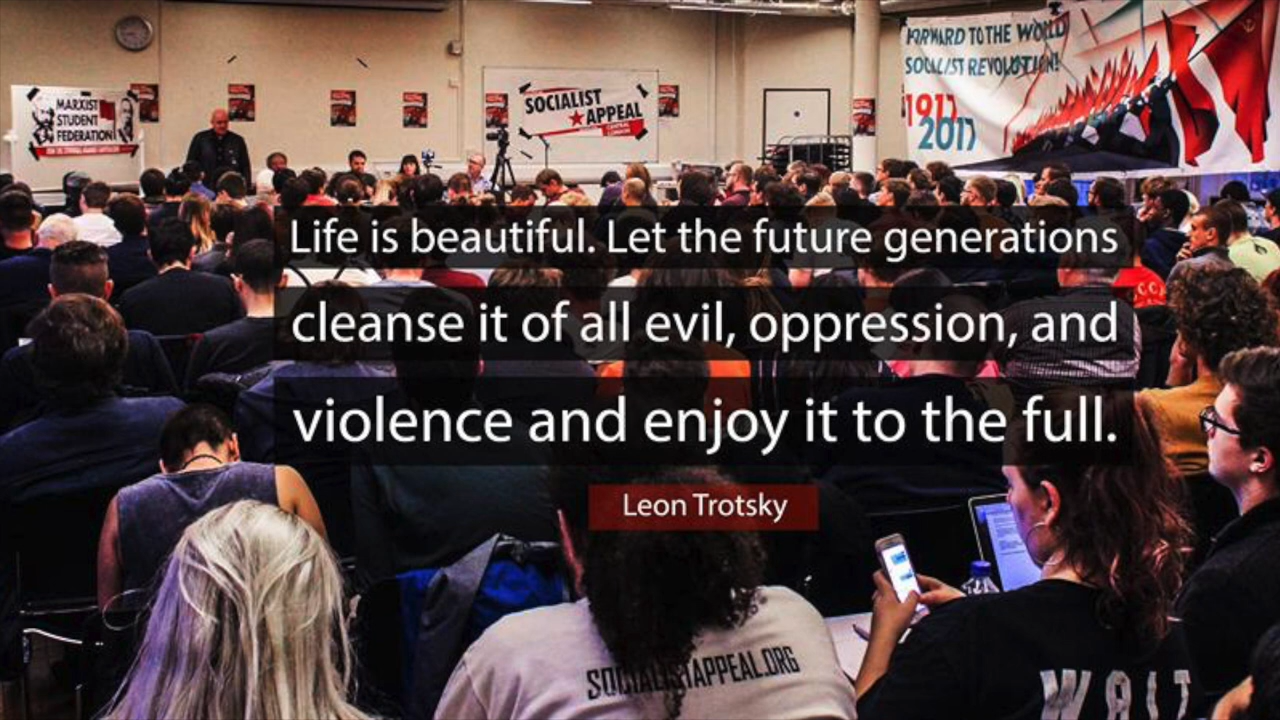 MARXIST
STUDENT
FEDERATION
SOCIALIST
APPEAL
FORWARD TO THE WORLD
SOCIALIST REVOLUTION!
1917
2017
Life is beautiful. Let the future generations
cleanse it of all evil, oppression, and
violence and enjoy it to the full.
Leon Trotsky
SOCIALISTAPPEAL.ORG